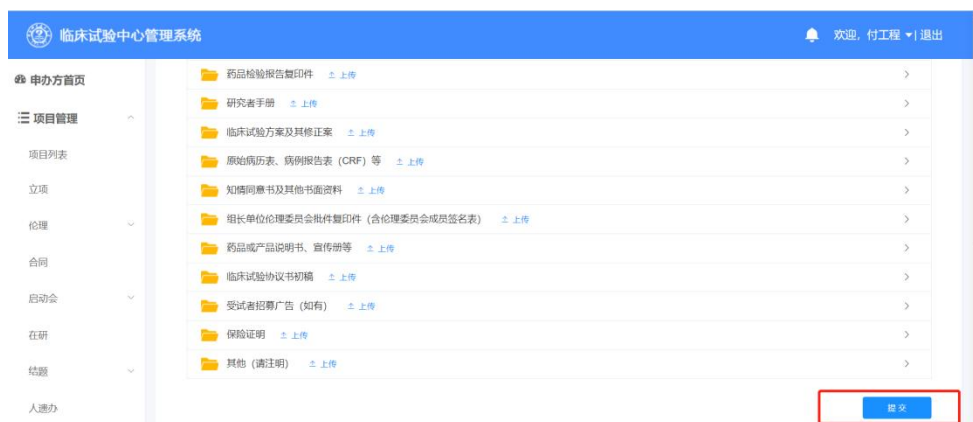 临床试验中心管理系统
欢迎, 付工程 | 退出
申办方首页
项目管理
项目列表
立项
伦理
合同
启动会
在研
结题
人遗办
药品检验报告复印件 上传
研究者手册 上传
临床试验方案及其修正案 上传
原始病历表、病例报告表（CRF）等 上传
知情同意书及其他书面资料 上传
组长单位伦理委员会批件复印件（含伦理委员会成员签名表） 上传
药品或产品说明书、宣传册等 上传
临床试验协议书初稿 上传
受试者招募广告（如有） 上传
保险证明 上传
其他（请注明） 上传
提交